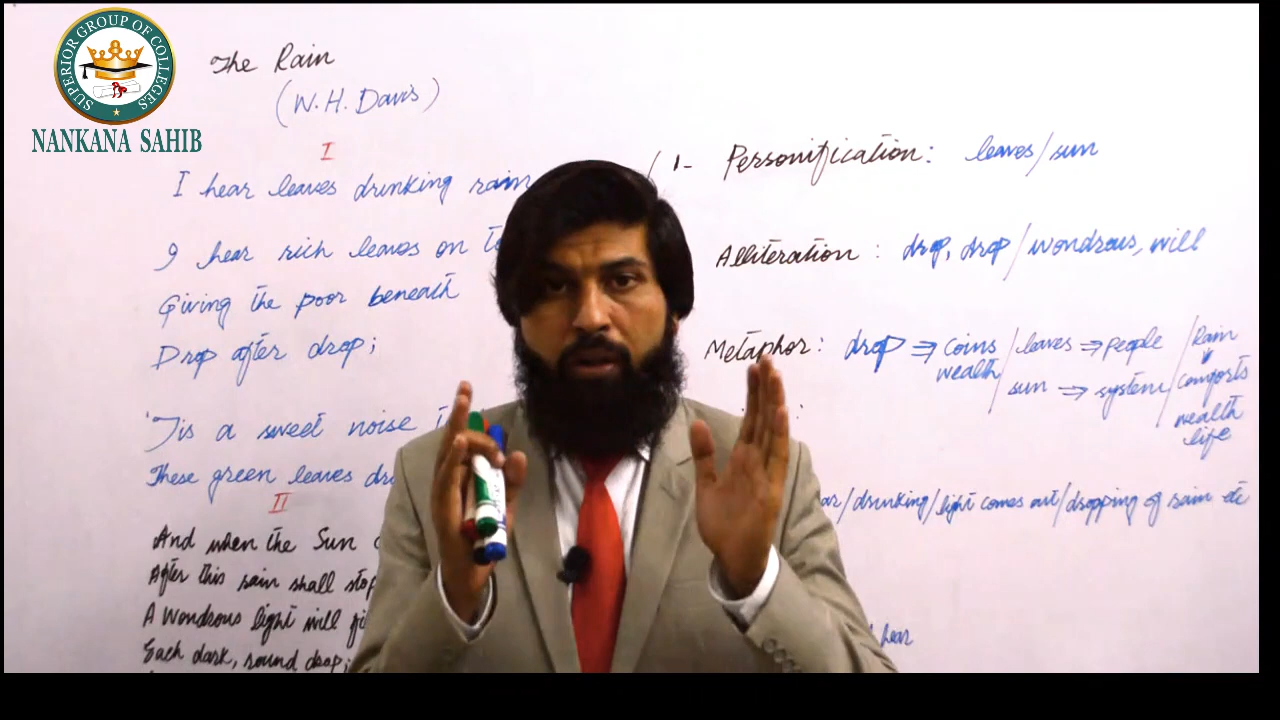 SUPERIOR GROUP OF COLLEGES
NANKANA SAHIB
The Rain
(W.H. Davis)
I
I hear leaves drinking rain
I hear rich leaves on
Giving the poor beneath
Drop after drop;
'Tis a sweet noise
These green leaves
II
And when the Sun
After this rain shall stop
A Wondrous light will
Each dark, round drop;
1- Personification: leaves/sun
Alliteration: drop, drop/wondrous, will
Metaphor: drop ⇒ coins wealth/leaves ⇒ people
sun ⇒ system
/Rain
comforts
wealth
life
/drinking/light comes out/dropping of rain etc
hear